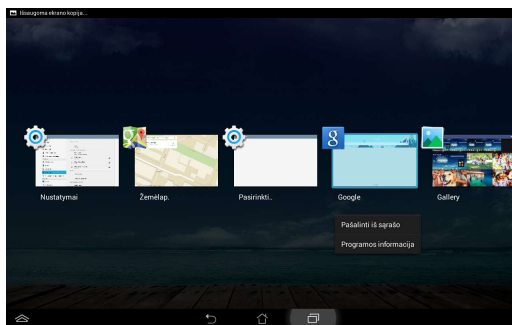 Išsaugoma ekrano kopija...
Nustatymai
Žemėlap.
Pasirinkti..
Google
Gallery
Pašalinti iš sąrašo
Programos informacija